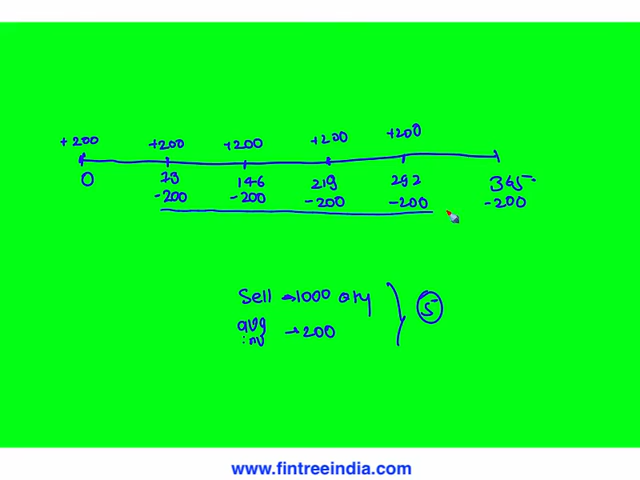 +200 +200 +200 +200 +200
0 73 146 219 292 365
-200 -200 -200 -200 -200
Sell → 1000 Qty
avg → 200
inv
5
www.fintreeindia.com